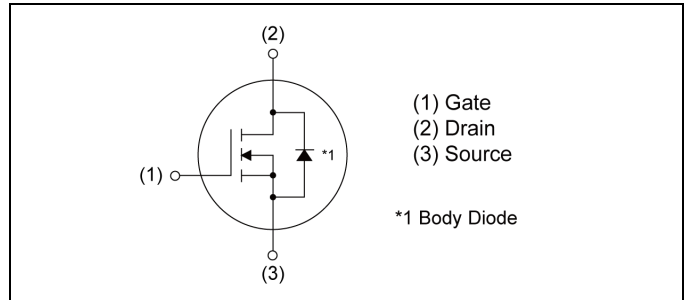 (2)
(1)
*1
(3)
(1) Gate
(2) Drain
(3) Source
*1 Body Diode